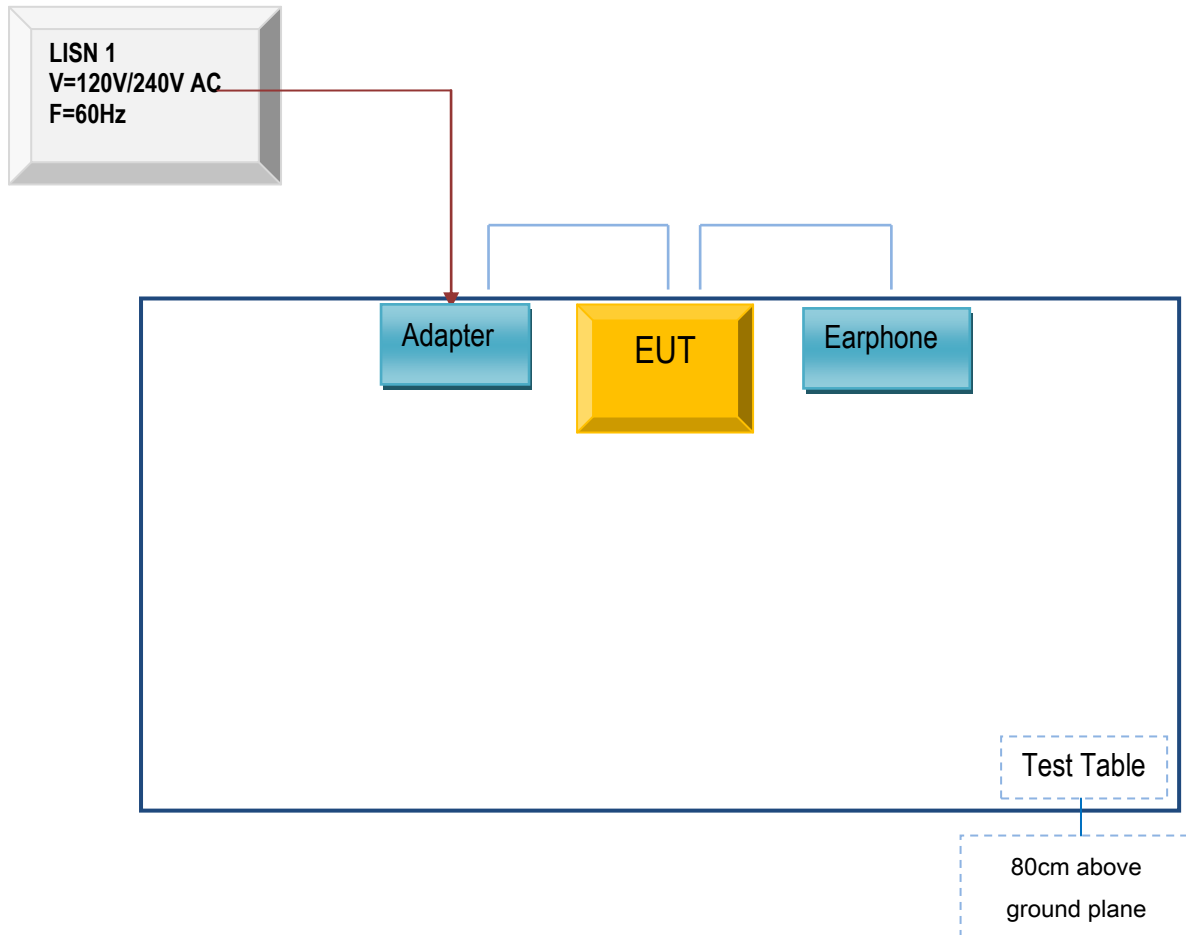 LISN 1
V=120V/240V AC
F=60Hz
Adapter
EUT
Earphone
Test Table
80cm above
ground plane